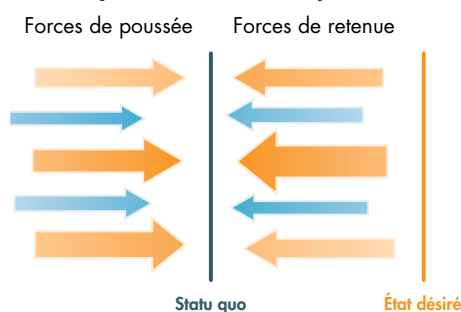 Forces de poussée
Forces de retenue
Statu quo
État désiré